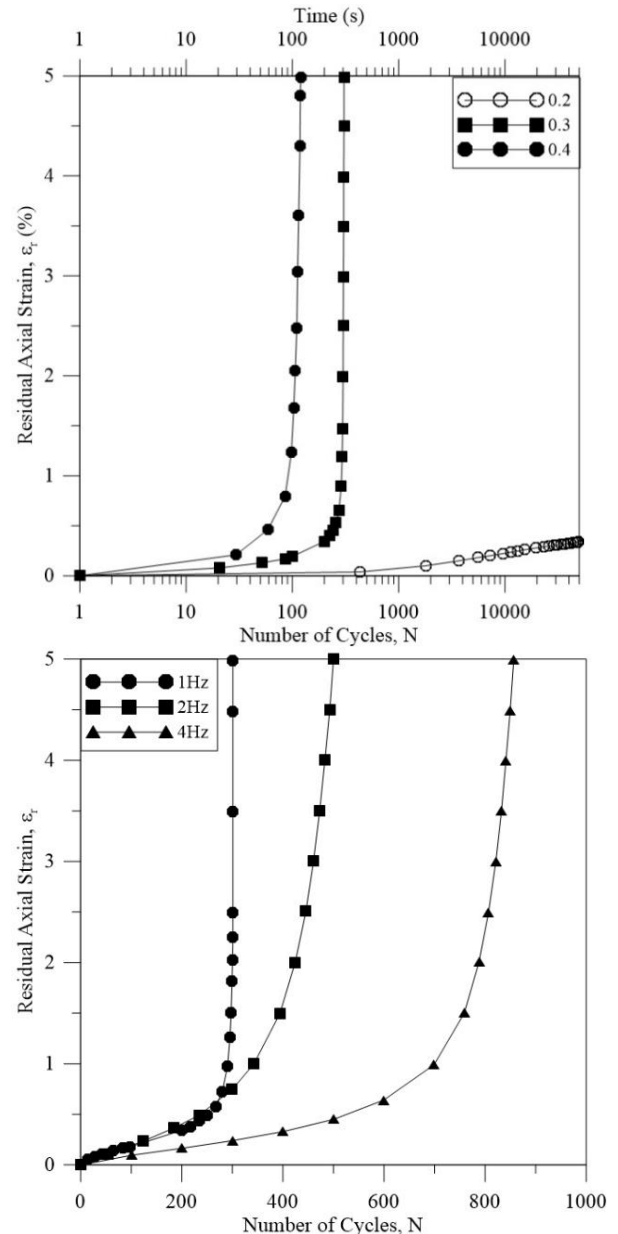 Time (s)
1 10 100 1000 10000
5
4
3
2
1
0
Residual Axial Strain, εr (%)
0.2
0.3
0.4
1 10 100 1000 10000
Number of Cycles, N
5
4
3
2
1
0
Residual Axial Strain, εr
1Hz
2Hz
4Hz
0 200 400 600 800 1000
Number of Cycles, N